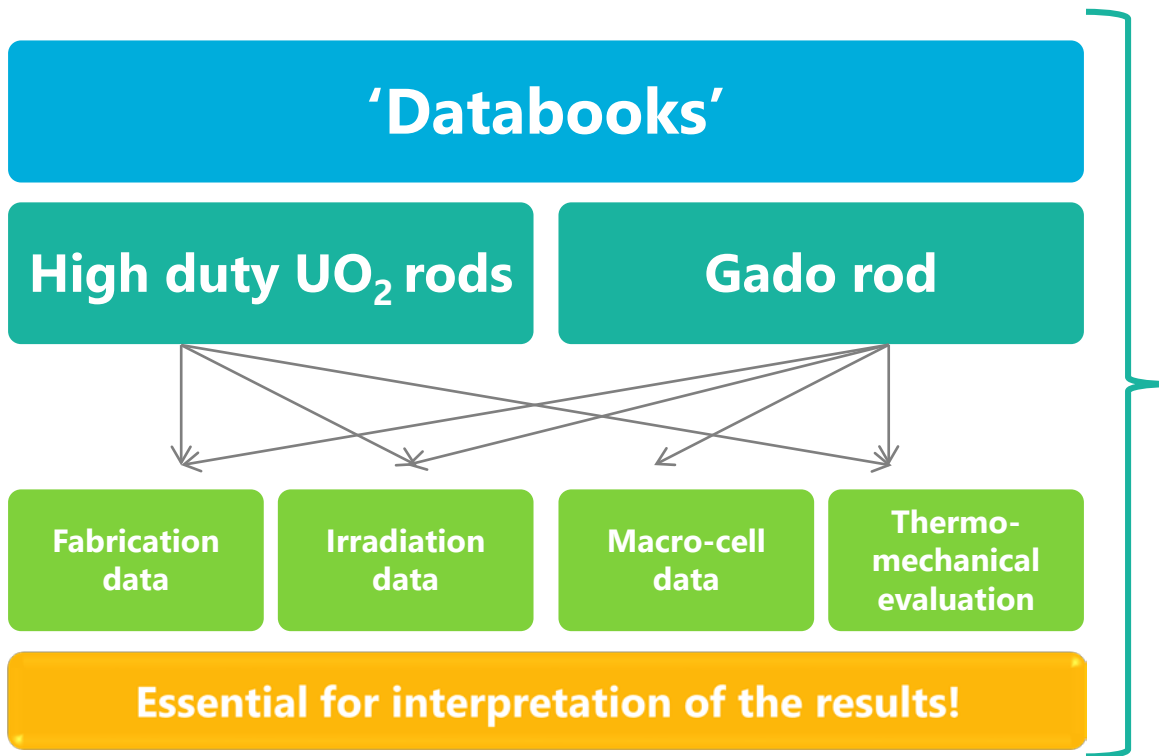 ‘Databooks’
High duty UO₂ rods
Gado rod
Fabrication
data
Irradiation
data
Macro-cell
data
Thermo-
mechanical
evaluation
Essential for interpretation of the results!